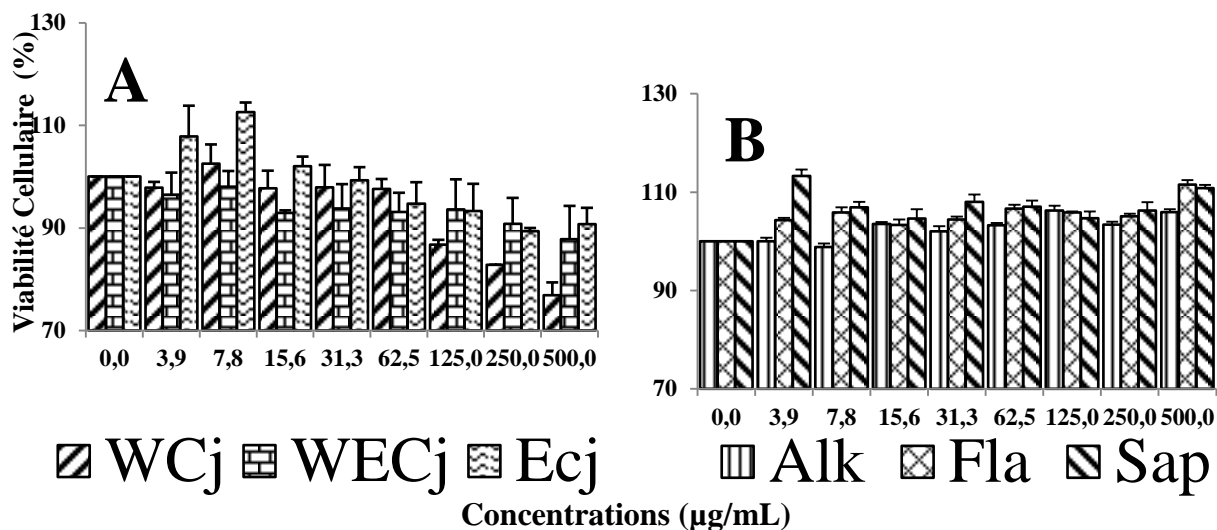 Viabilité Cellulaire (%)
130
110
90
70
A
0,0 3,9 7,8 15,6 31,3 62,5 125,0 250,0 500,0
WCj WECj Ecj
130
110
90
70
B
0,0 3,9 7,8 15,6 31,3 62,5 125,0 250,0 500,0
Alk Fla Sap
Concentrations (µg/mL)